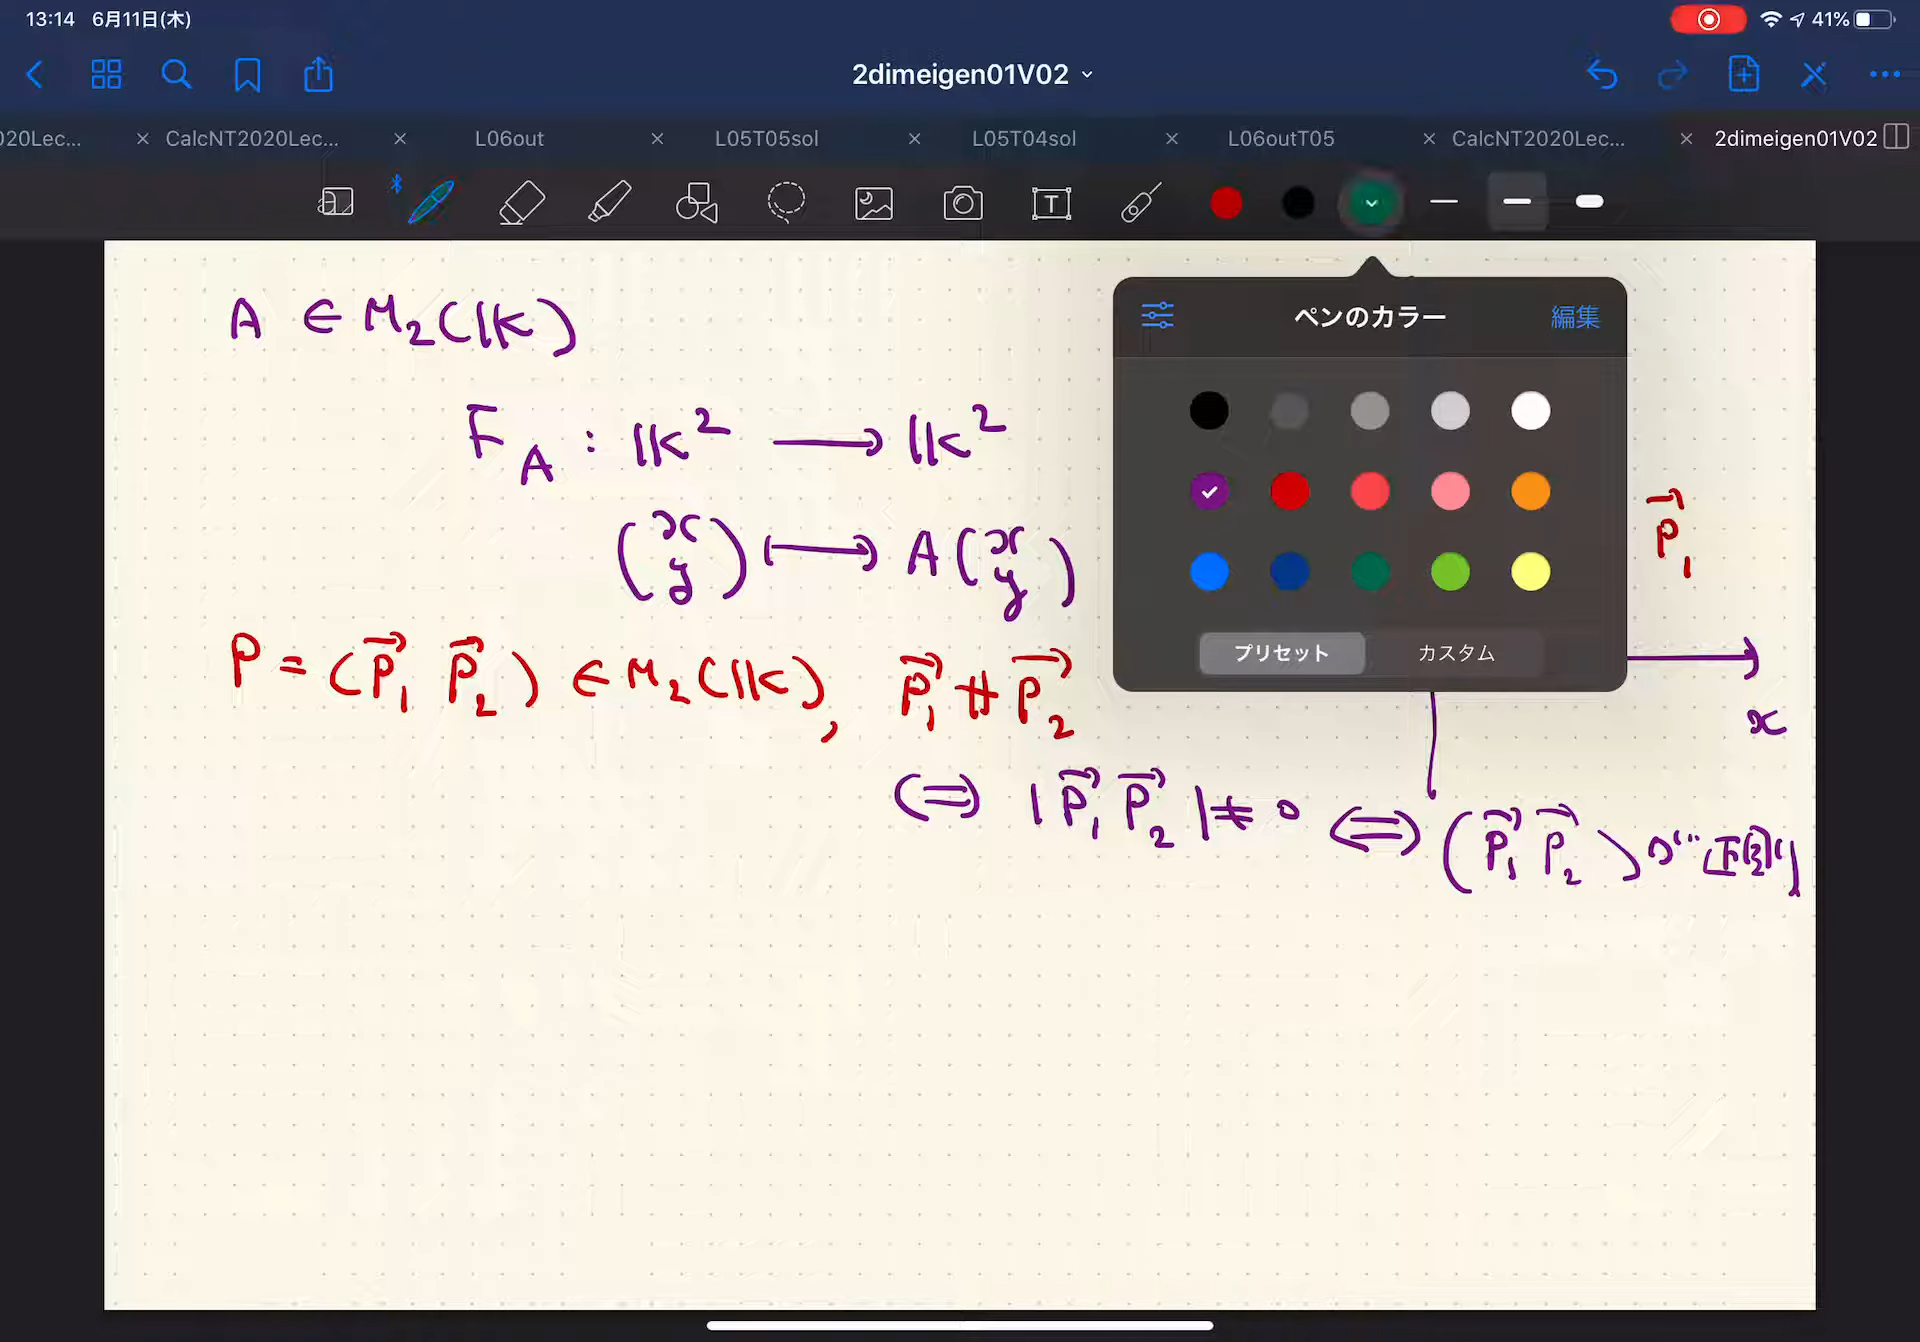 13:14 6月11日(木) 41%
2dimeigen01V02
020Lec... × CalcNT2020Lec... × L06out × L05T05sol × L05T04sol × L06outT05 × CalcNT2020Lec... × 2dimeigen01V02
A ∈ M₂(𝕂)
F_A : 𝕂² ⟶ 𝕂²
(x y) ⟼ A(x y)
P = (p⃗₁ p⃗₂) ∈ M₂(𝕂), p⃗₁ ∦ p⃗₂
⇔ |p⃗₁ p⃗₂| ≠ 0 ⇔ (p⃗₁ p⃗₂) が正則
ペンのカラー 編集
プリセット カスタム
p⃗₁
x